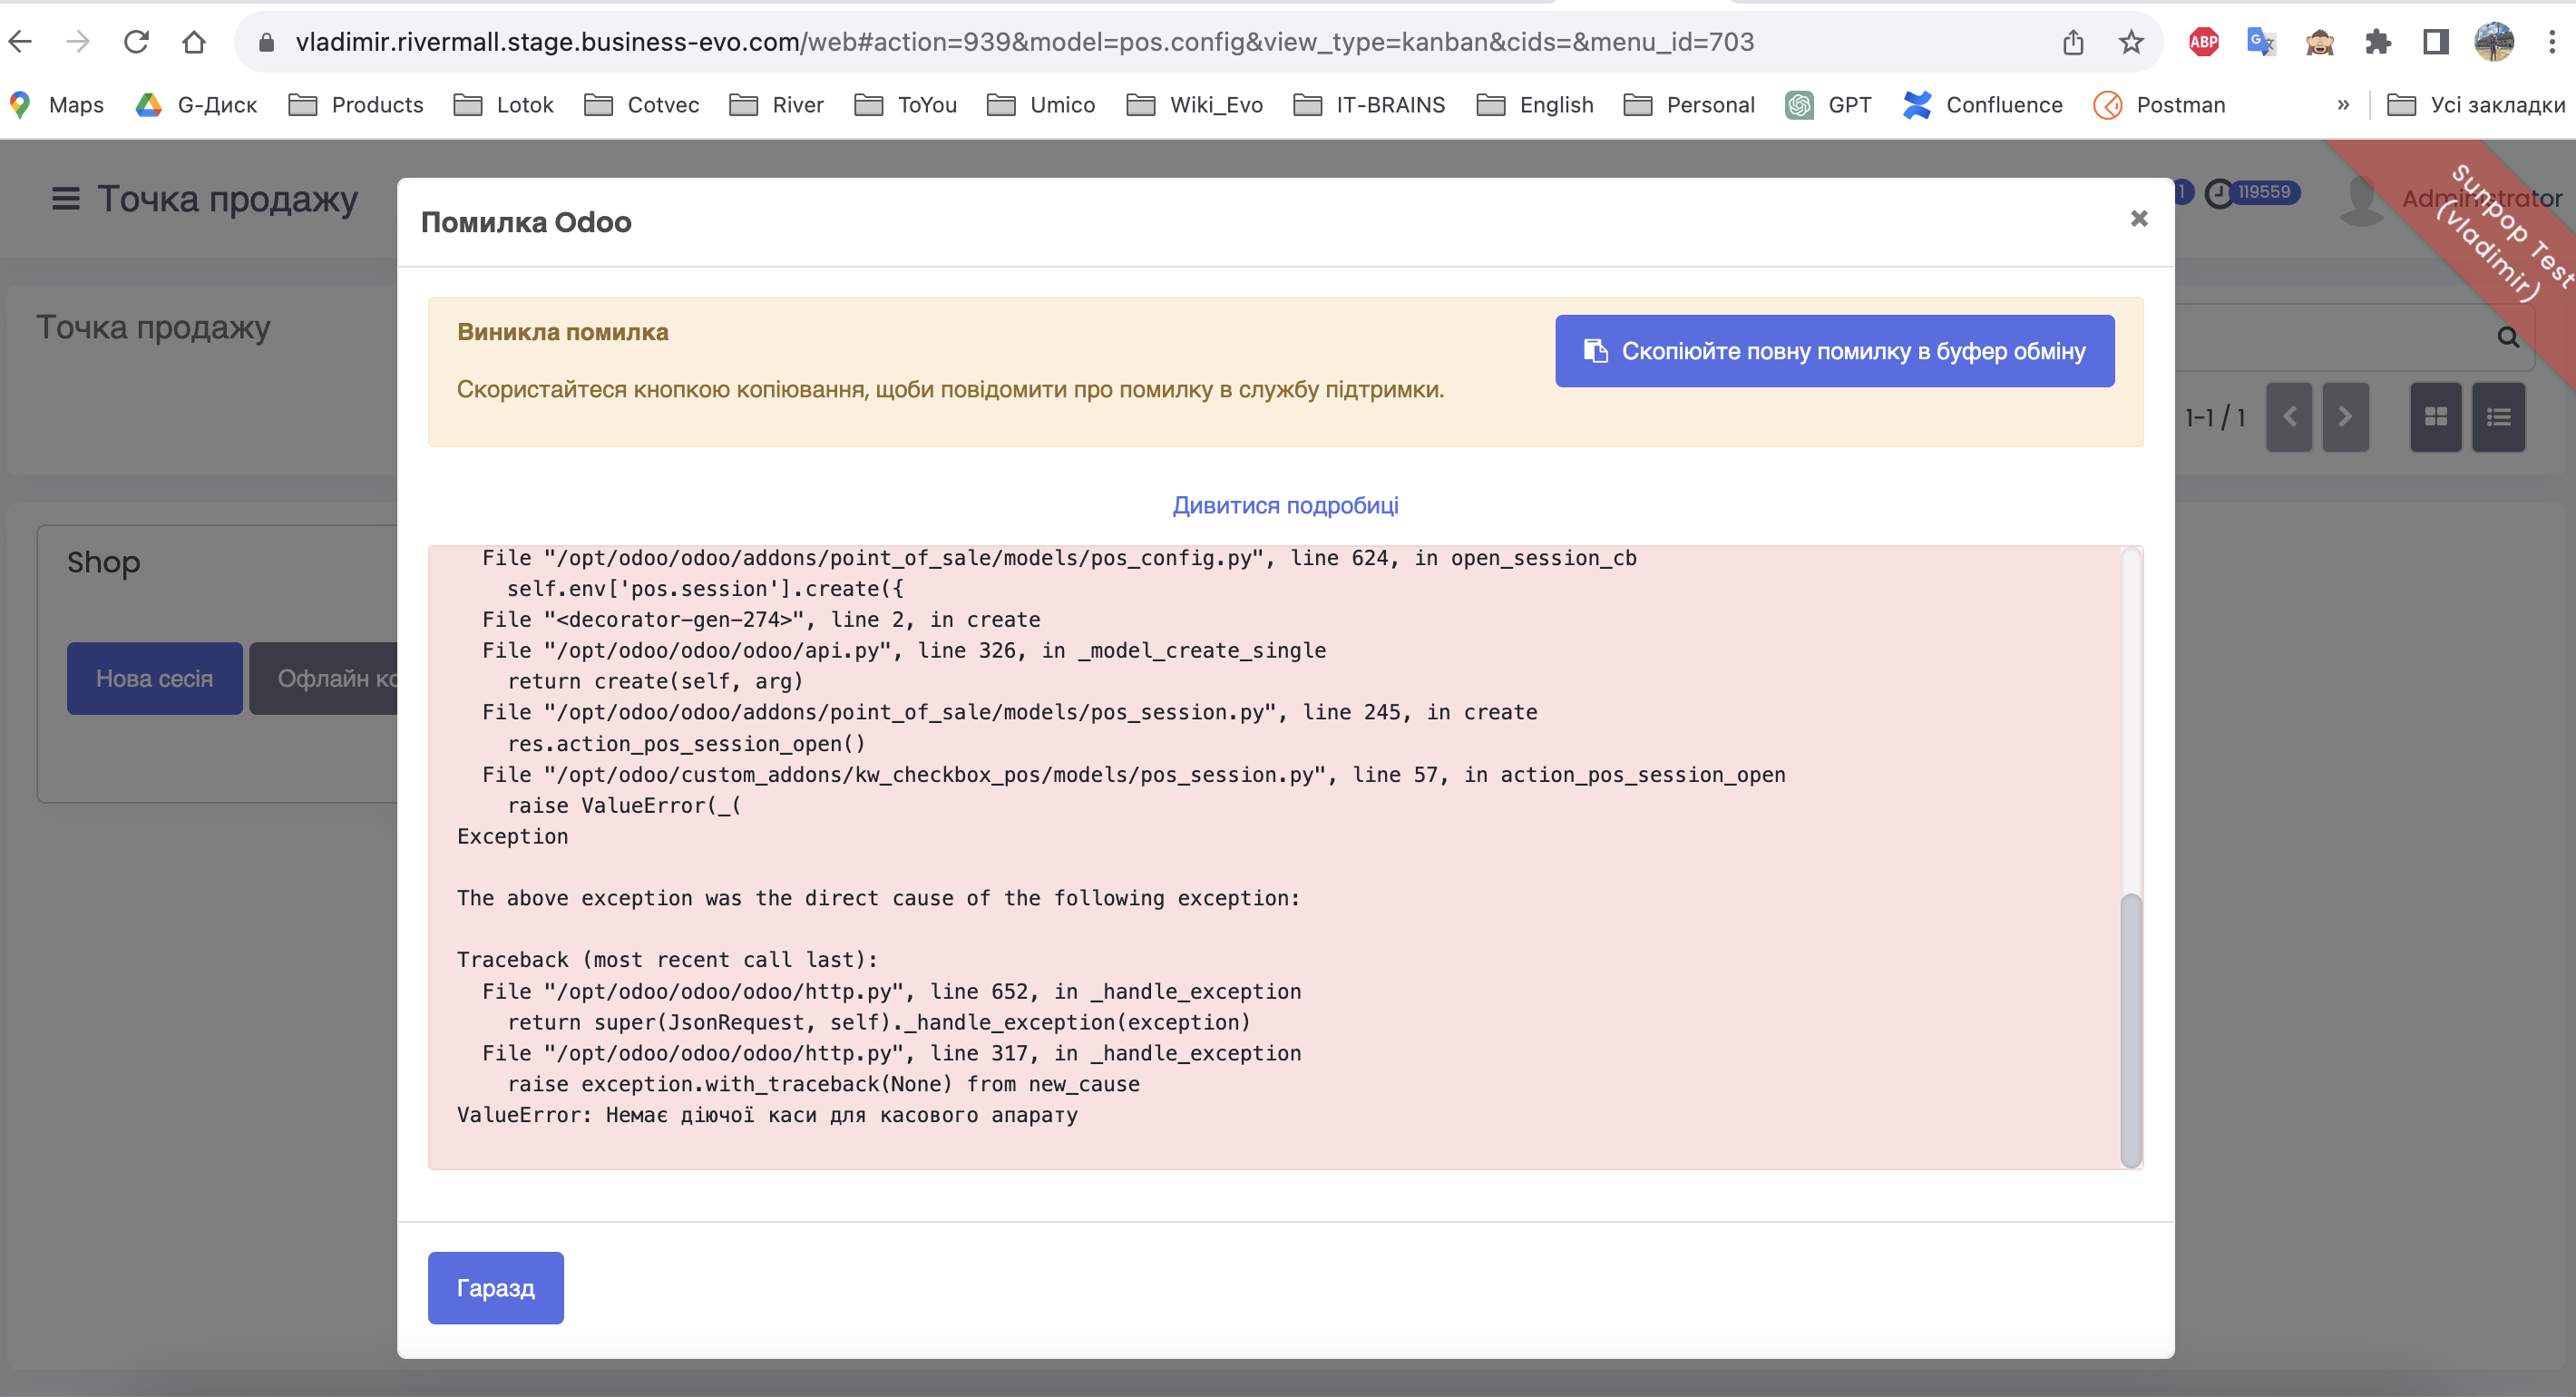 vladimir.rivermall.stage.business-evo.com/web#action=939&model=pos.config&view_type=kanban&cids=&menu_id=703
ABP
Maps
G-Диск
Products
Lotok
Cotvec
River
ToYou
Umico
Wiki_Evo
IT-BRAINS
English
Personal
GPT
Confluence
Postman
»
Усі закладки
Точка продажу
Помилка Odoo
1
119559
Administrator
Sunpop Test
(vladimir)
Точка продажу
Виникла помилка
Скопіюйте повну помилку в буфер обміну
Скористайтеся кнопкою копіювання, щоби повідомити про помилку в службу підтримки.
1-1 / 1
Дивитися подробиці
Shop
Нова сесія
Офлайн ко
File "/opt/odoo/odoo/addons/point_of_sale/models/pos_config.py", line 624, in open_session_cb
self.env['pos.session'].create({
File "<decorator-gen-274>", line 2, in create
File "/opt/odoo/odoo/odoo/api.py", line 326, in _model_create_single
return create(self, arg)
File "/opt/odoo/odoo/addons/point_of_sale/models/pos_session.py", line 245, in create
res.action_pos_session_open()
File "/opt/odoo/custom_addons/kw_checkbox_pos/models/pos_session.py", line 57, in action_pos_session_open
raise ValueError(_(
Exception
The above exception was the direct cause of the following exception:
Traceback (most recent call last):
File "/opt/odoo/odoo/odoo/http.py", line 652, in _handle_exception
return super(JsonRequest, self)._handle_exception(exception)
File "/opt/odoo/odoo/odoo/http.py", line 317, in _handle_exception
raise exception.with_traceback(None) from new_cause
ValueError: Немає діючої каси для касового апарату
Гаразд